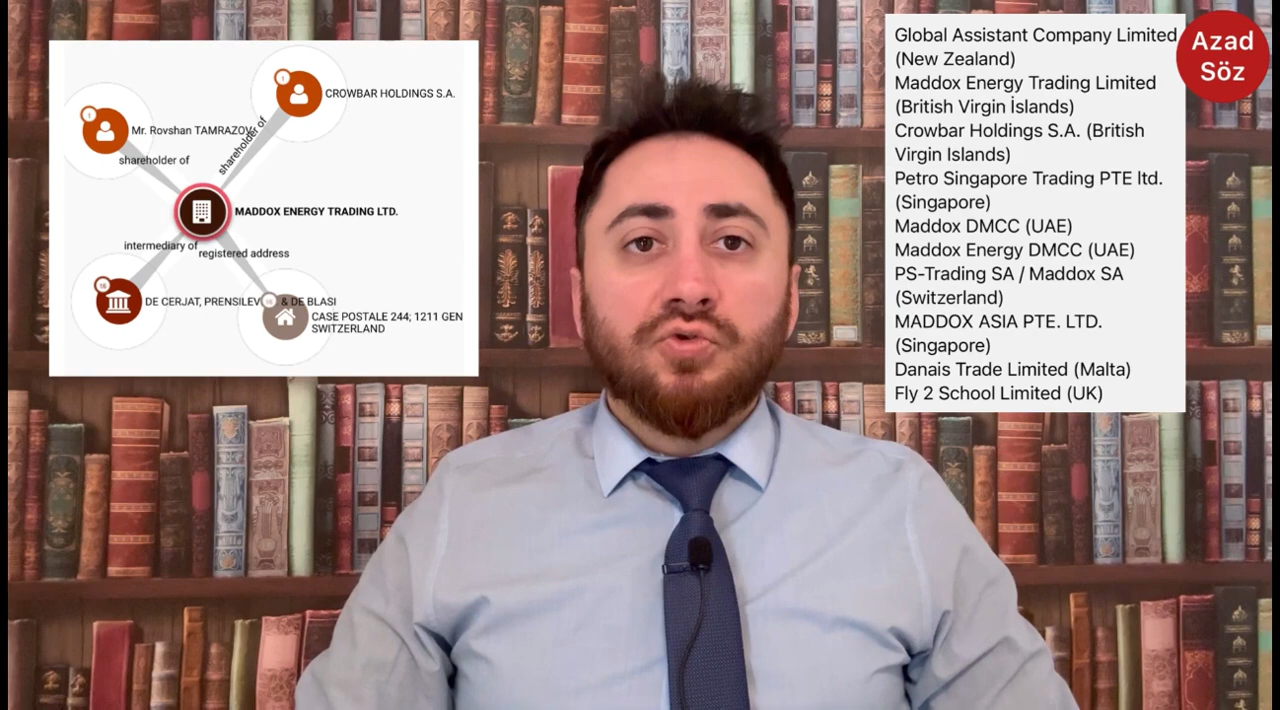 CROWBAR HOLDINGS S.A.
Mr. Rovshan TAMRAZOV
shareholder of
shareholder of
MADDOX ENERGY TRADING LTD.
intermediary of
registered address
DE CERJAT, PRENSILEV & DE BLASI
CASE POSTALE 244; 1211 GEN
SWITZERLAND
Global Assistant Company Limited
(New Zealand)
Maddox Energy Trading Limited
(British Virgin İslands)
Crowbar Holdings S.A. (British
Virgin Islands)
Petro Singapore Trading PTE ltd.
(Singapore)
Maddox DMCC (UAE)
Maddox Energy DMCC (UAE)
PS-Trading SA / Maddox SA
(Switzerland)
MADDOX ASIA PTE. LTD.
(Singapore)
Danais Trade Limited (Malta)
Fly 2 School Limited (UK)
Azad
Söz